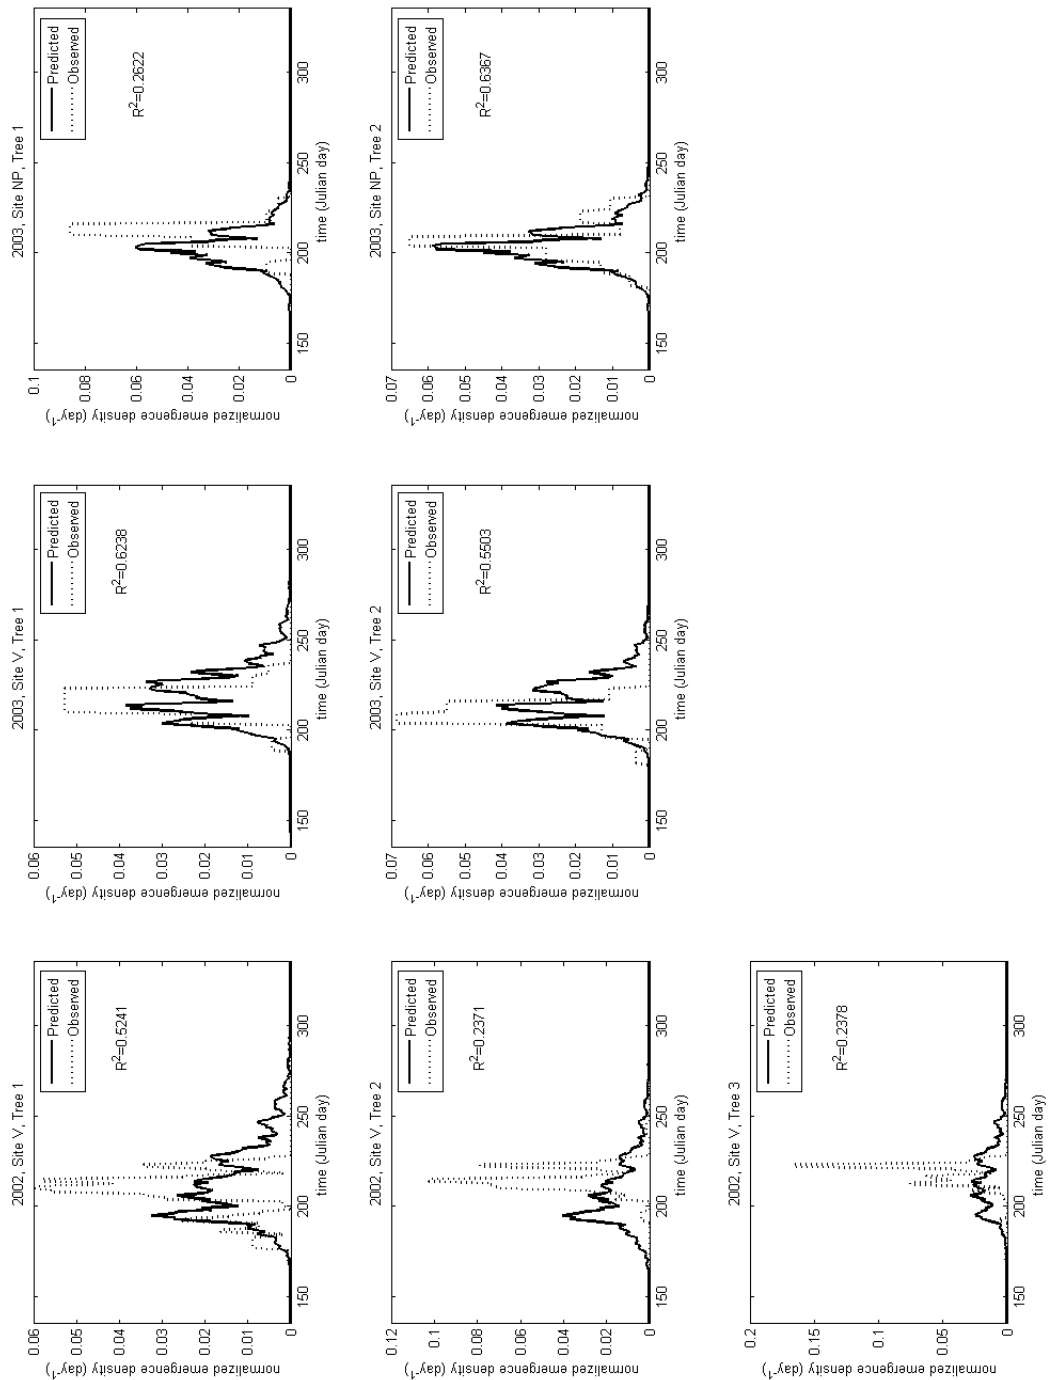 2002, Site V, Tree 1
normalized emergence density (day⁻¹)
0.06
0.05
0.04
0.03
0.02
0.01
0
Predicted
Observed
R²=0.5241
150 200 250 300
time (Julian day)
2003, Site V, Tree 1
normalized emergence density (day⁻¹)
0.06
0.05
0.04
0.03
0.02
0.01
0
Predicted
Observed
R²=0.6238
150 200 250 300
time (Julian day)
2003, Site NP, Tree 1
normalized emergence density (day⁻¹)
0.1
0.08
0.06
0.04
0.02
0
Predicted
Observed
R²=0.2622
150 200 250 300
time (Julian day)
2002, Site V, Tree 2
normalized emergence density (day⁻¹)
0.12
0.1
0.08
0.06
0.04
0.02
0
Predicted
Observed
R²=0.2371
150 200 250 300
time (Julian day)
2003, Site V, Tree 2
normalized emergence density (day⁻¹)
0.07
0.06
0.05
0.04
0.03
0.02
0.01
0
Predicted
Observed
R²=0.5503
150 200 250 300
time (Julian day)
2003, Site NP, Tree 2
normalized emergence density (day⁻¹)
0.07
0.06
0.05
0.04
0.03
0.02
0.01
0
Predicted
Observed
R²=0.6367
150 200 250 300
time (Julian day)
2002, Site V, Tree 3
normalized emergence density (day⁻¹)
0.2
0.15
0.1
0.05
0
Predicted
Observed
R²=0.2378
150 200 250 300
time (Julian day)